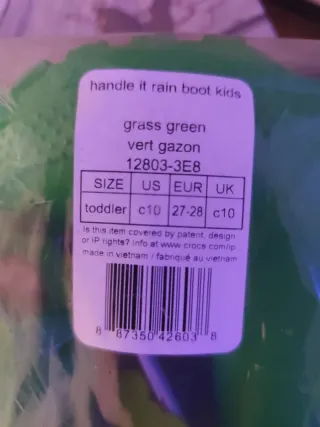 handle it rain boot kids
grass green
vert gazon
12803-3E8
SIZE US EUR UK
toddler c10 27-28 c10
Is this item covered by patent, design
or IP rights? Info at www.crocs.com/ip
made in vietnam / fabriqué au vietnam
8 87350 42603 8